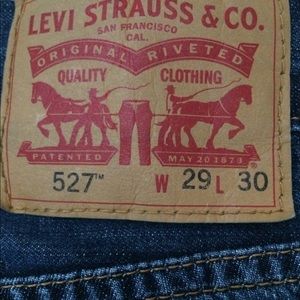 LEVI STRAUSS & CO.
SAN FRANCISCO
CAL.
ORIGINAL RIVETED
QUALITY CLOTHING
PATENTED MAY 20 1873 ®
527™ W 29 L 30